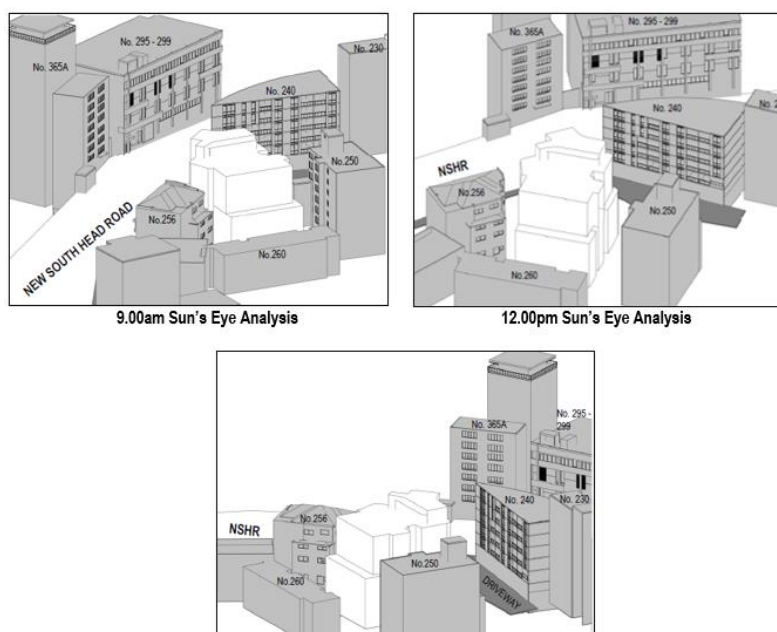 No. 295 - 299
No. 365A
No. 230
No. 240
No.250
No.256
No.260
NEW SOUTH HEAD ROAD
9.00am Sun's Eye Analysis
No. 295 - 299
No. 365A
No. 240
NSHR
No.256
No.250
No.260
12.00pm Sun's Eye Analysis
No. 295 -
299
No. 365A
No. 240
No. 230
No.256
NSHR
No.250
No.260
DRIVEWAY